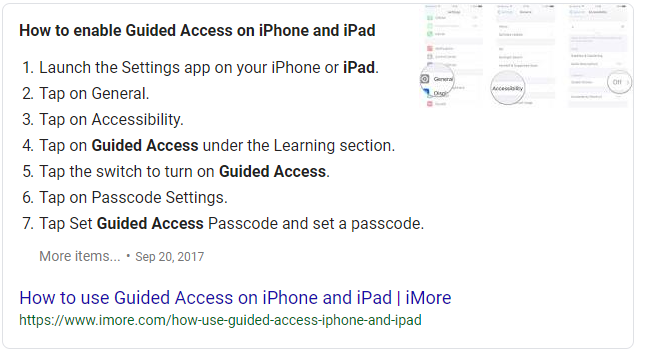 How to enable Guided Access on iPhone and iPad
1. Launch the Settings app on your iPhone or iPad.
2. Tap on General.
3. Tap on Accessibility.
4. Tap on Guided Access under the Learning section.
5. Tap the switch to turn on Guided Access.
6. Tap on Passcode Settings.
7. Tap Set Guided Access Passcode and set a passcode.
More items... • Sep 20, 2017
General
Accessibility
Off
How to use Guided Access on iPhone and iPad | iMore
https://www.imore.com/how-use-guided-access-iphone-and-ipad